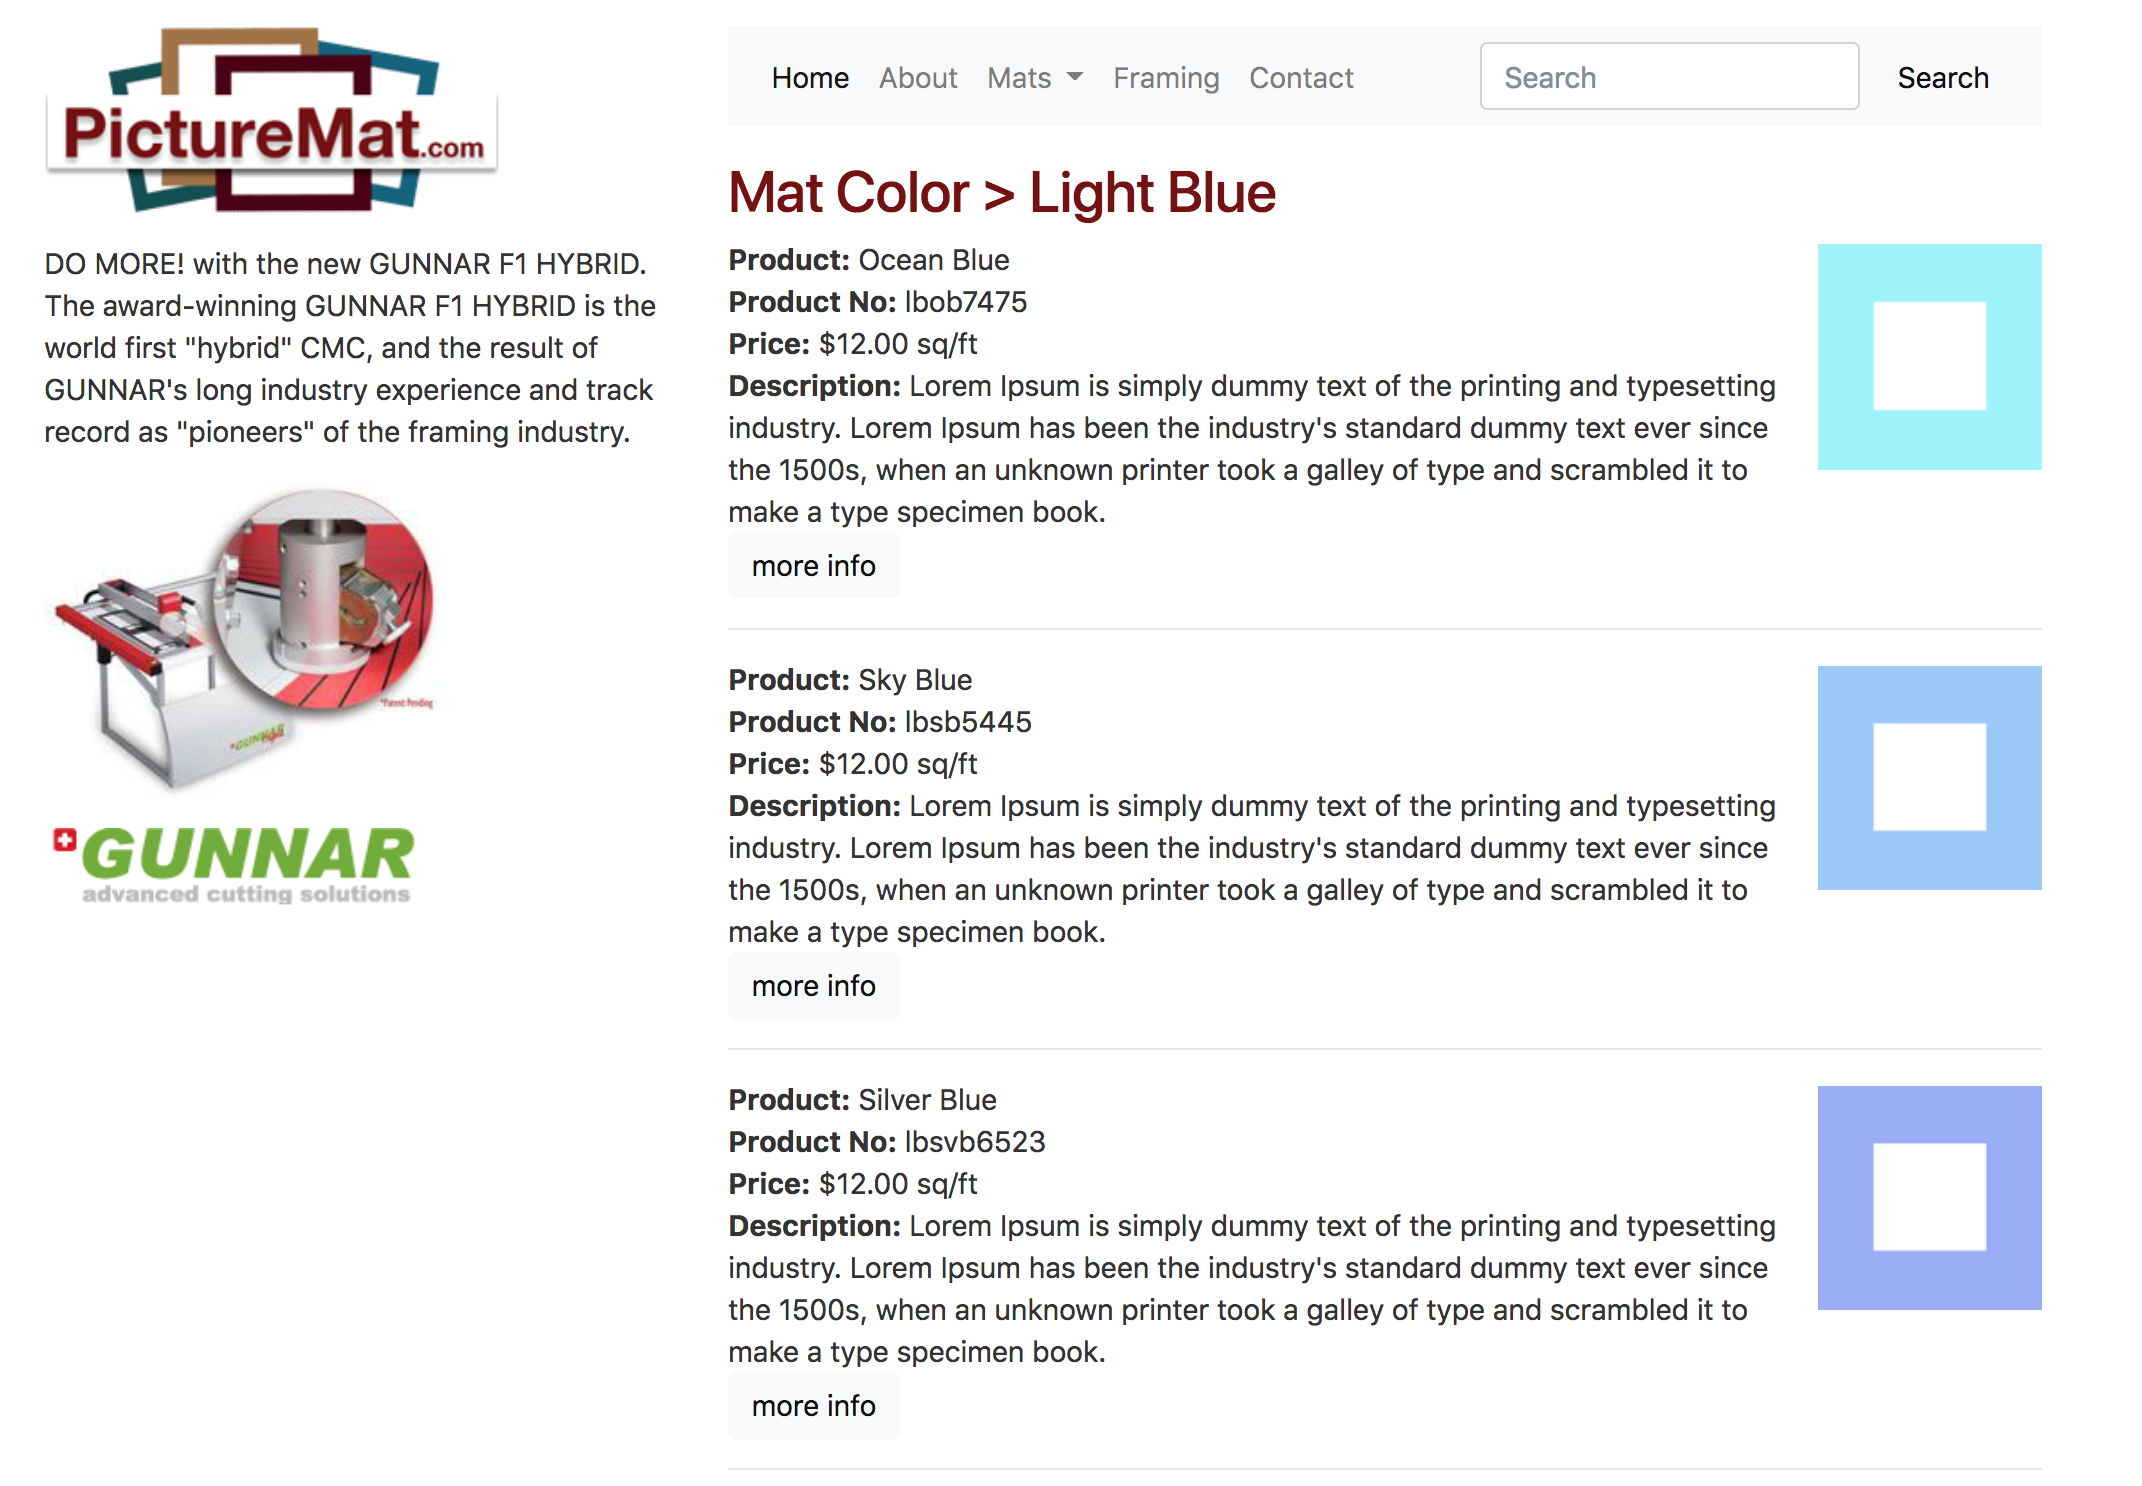 PictureMat.com
DO MORE! with the new GUNNAR F1 HYBRID.
The award-winning GUNNAR F1 HYBRID is the
world first "hybrid" CMC, and the result of
GUNNAR's long industry experience and track
record as "pioneers" of the framing industry.
*Patent Pending
GUNNAR
GUNNAR
advanced cutting solutions
Home About Mats Framing Contact Search Search
Mat Color > Light Blue
Product: Ocean Blue
Product No: lbob7475
Price: $12.00 sq/ft
Description: Lorem Ipsum is simply dummy text of the printing and typesetting
industry. Lorem Ipsum has been the industry's standard dummy text ever since
the 1500s, when an unknown printer took a galley of type and scrambled it to
make a type specimen book.
more info
Product: Sky Blue
Product No: lbsb5445
Price: $12.00 sq/ft
Description: Lorem Ipsum is simply dummy text of the printing and typesetting
industry. Lorem Ipsum has been the industry's standard dummy text ever since
the 1500s, when an unknown printer took a galley of type and scrambled it to
make a type specimen book.
more info
Product: Silver Blue
Product No: lbsvb6523
Price: $12.00 sq/ft
Description: Lorem Ipsum is simply dummy text of the printing and typesetting
industry. Lorem Ipsum has been the industry's standard dummy text ever since
the 1500s, when an unknown printer took a galley of type and scrambled it to
make a type specimen book.
more info